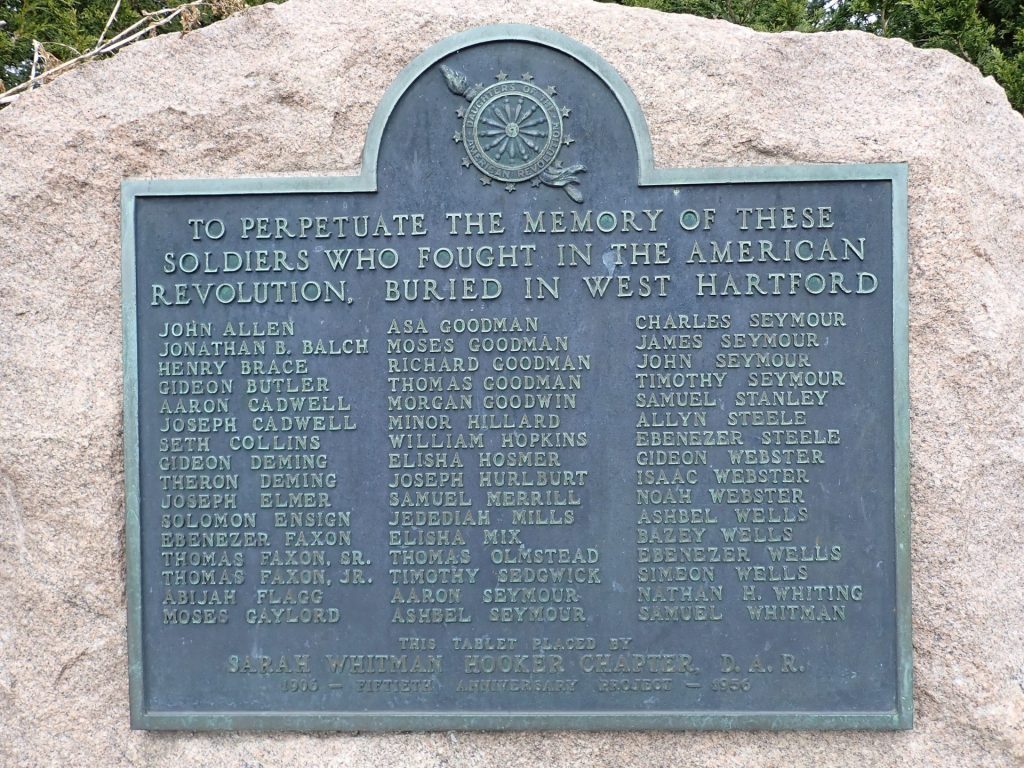 DAUGHTERS OF THE
AMERICAN REVOLUTION
TO PERPETUATE THE MEMORY OF THESE
SOLDIERS WHO FOUGHT IN THE AMERICAN
REVOLUTION, BURIED IN WEST HARTFORD
JOHN ALLEN
JONATHAN B. BALCH
HENRY BRACE
GIDEON BUTLER
AARON CADWELL
JOSEPH CADWELL
SETH COLLINS
GIDEON DEMING
THERON DEMING
JOSEPH ELMER
SOLOMON ENSIGN
EBENEZER FAXON
THOMAS FAXON, SR.
THOMAS FAXON, JR.
ABIJAH FLAGG
MOSES GAYLORD
ASA GOODMAN
MOSES GOODMAN
RICHARD GOODMAN
THOMAS GOODMAN
MORGAN GOODWIN
MINOR HILLARD
WILLIAM HOPKINS
ELISHA HOSMER
JOSEPH HURLBURT
SAMUEL MERRILL
JEDEDIAH MILLS
ELISHA MIX
THOMAS OLMSTEAD
TIMOTHY SEDGWICK
AARON SEYMOUR
ASHBEL SEYMOUR
CHARLES SEYMOUR
JAMES SEYMOUR
JOHN SEYMOUR
TIMOTHY SEYMOUR
SAMUEL STANLEY
ALLYN STEELE
EBENEZER STEELE
GIDEON WEBSTER
ISAAC WEBSTER
NOAH WEBSTER
ASHBEL WELLS
BAZEY WELLS
EBENEZER WELLS
SIMEON WELLS
NATHAN H. WHITING
SAMUEL WHITMAN
THIS TABLET PLACED BY
SARAH WHITMAN HOOKER CHAPTER, D. A. R.
1906 — FIFTIETH ANNIVERSARY PROJECT — 1956